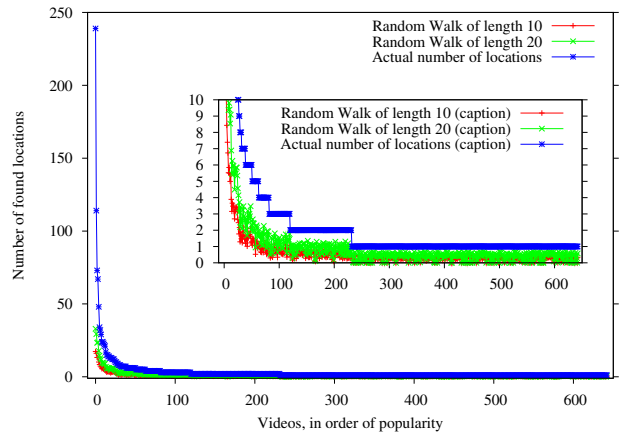 250
200
150
100
50
0
Number of found locations
Random Walk of length 10
Random Walk of length 20
Actual number of locations
10
9
8
7
6
5
4
3
2
1
0
Random Walk of length 10 (caption)
Random Walk of length 20 (caption)
Actual number of locations (caption)
0 100 200 300 400 500 600
0 100 200 300 400 500 600
Videos, in order of popularity